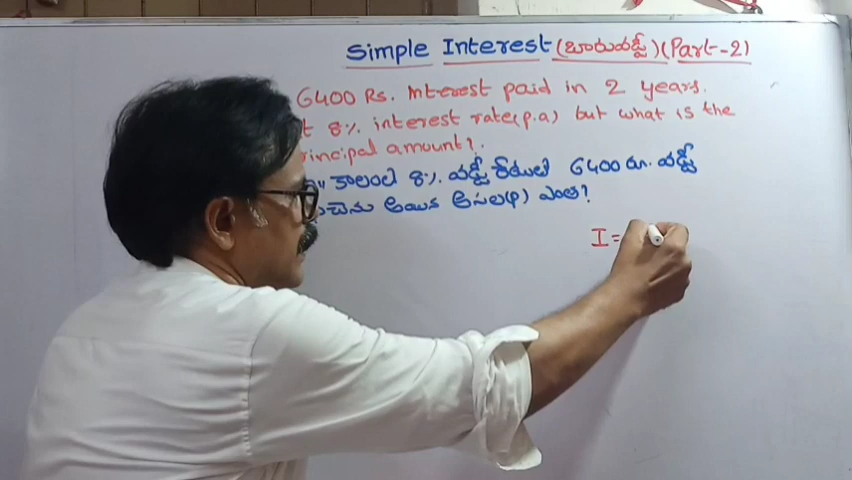 Simple Interest (బారువడ్డీ) (Part-2)
6400 Rs. Interest paid in 2 years.
t 8% interest rate(p.a) but what is the
rincipal amount?
కాలంలో 8% వడ్డీ రేటులో 6400 రూ. వడ్డీ
చెను అయిన అసలు(P) ఎంత?
I =